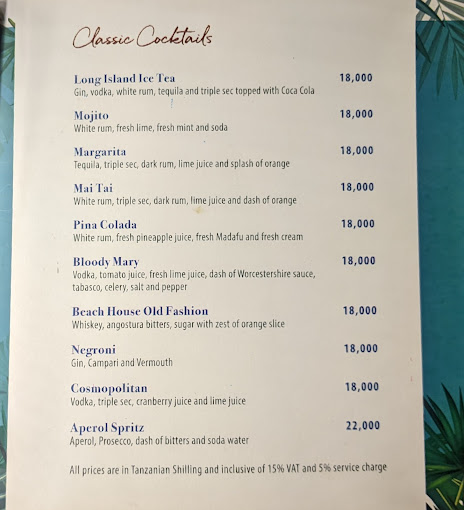 Classic Cocktails
Long Island Ice Tea 18,000
Gin, vodka, white rum, tequila and triple sec topped with Coca Cola
Mojito 18,000
White rum, fresh lime, fresh mint and soda
Margarita 18,000
Tequila, triple sec, dark rum, lime juice and splash of orange
Mai Tai 18,000
White rum, triple sec, dark rum, lime juice and dash of orange
Pina Colada 18,000
White rum, fresh pineapple juice, fresh Madafu and fresh cream
Bloody Mary 18,000
Vodka, tomato juice, fresh lime juice, dash of Worcestershire sauce,
tabasco, celery, salt and pepper
Beach House Old Fashion 18,000
Whiskey, angostura bitters, sugar with zest of orange slice
Negroni 18,000
Gin, Campari and Vermouth
Cosmopolitan 18,000
Vodka, triple sec, cranberry juice and lime juice
Aperol Spritz 22,000
Aperol, Prosecco, dash of bitters and soda water
All prices are in Tanzanian Shilling and inclusive of 15% VAT and 5% service charge